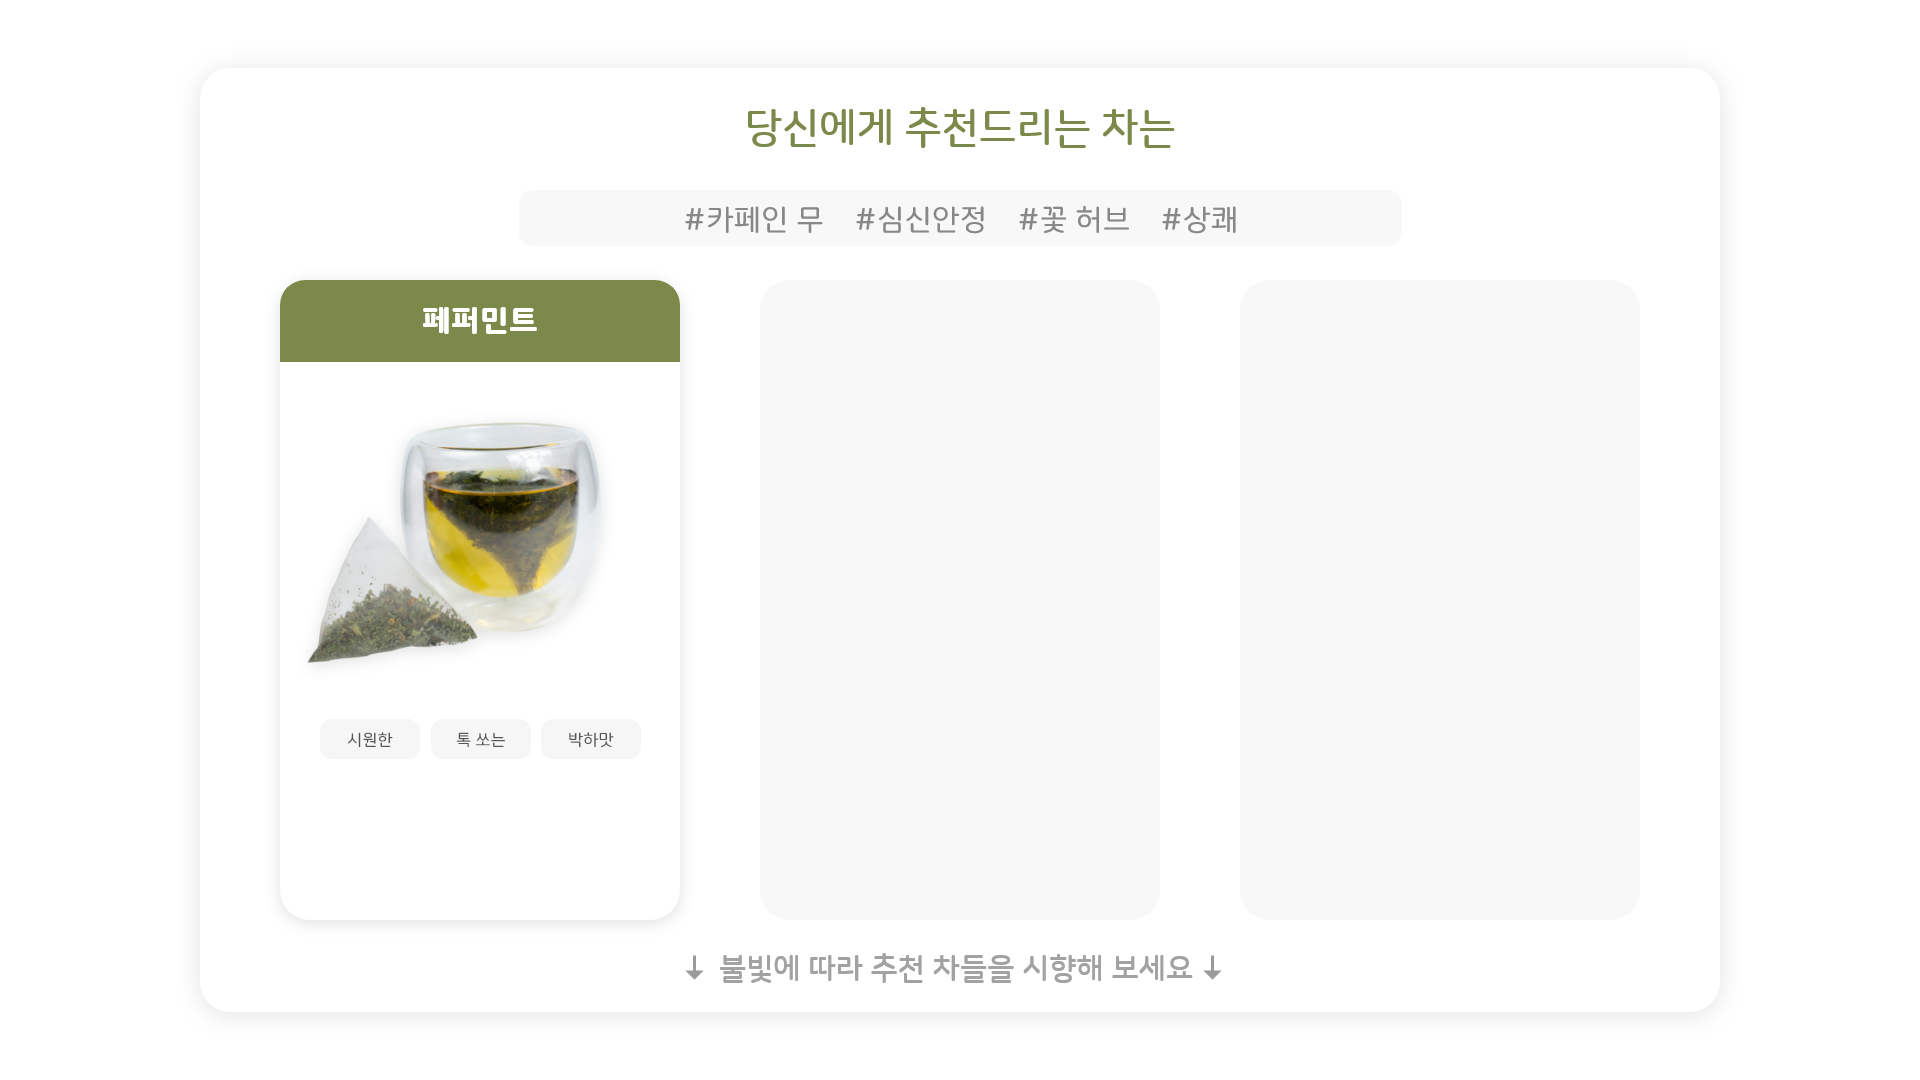 당신에게 추천드리는 차는
#카페인 무 #심신안정 #꽃 허브 #상쾌
페퍼민트
시원한 톡 쏘는 박하맛
↓ 불빛에 따라 추천 차들을 시향해 보세요 ↓